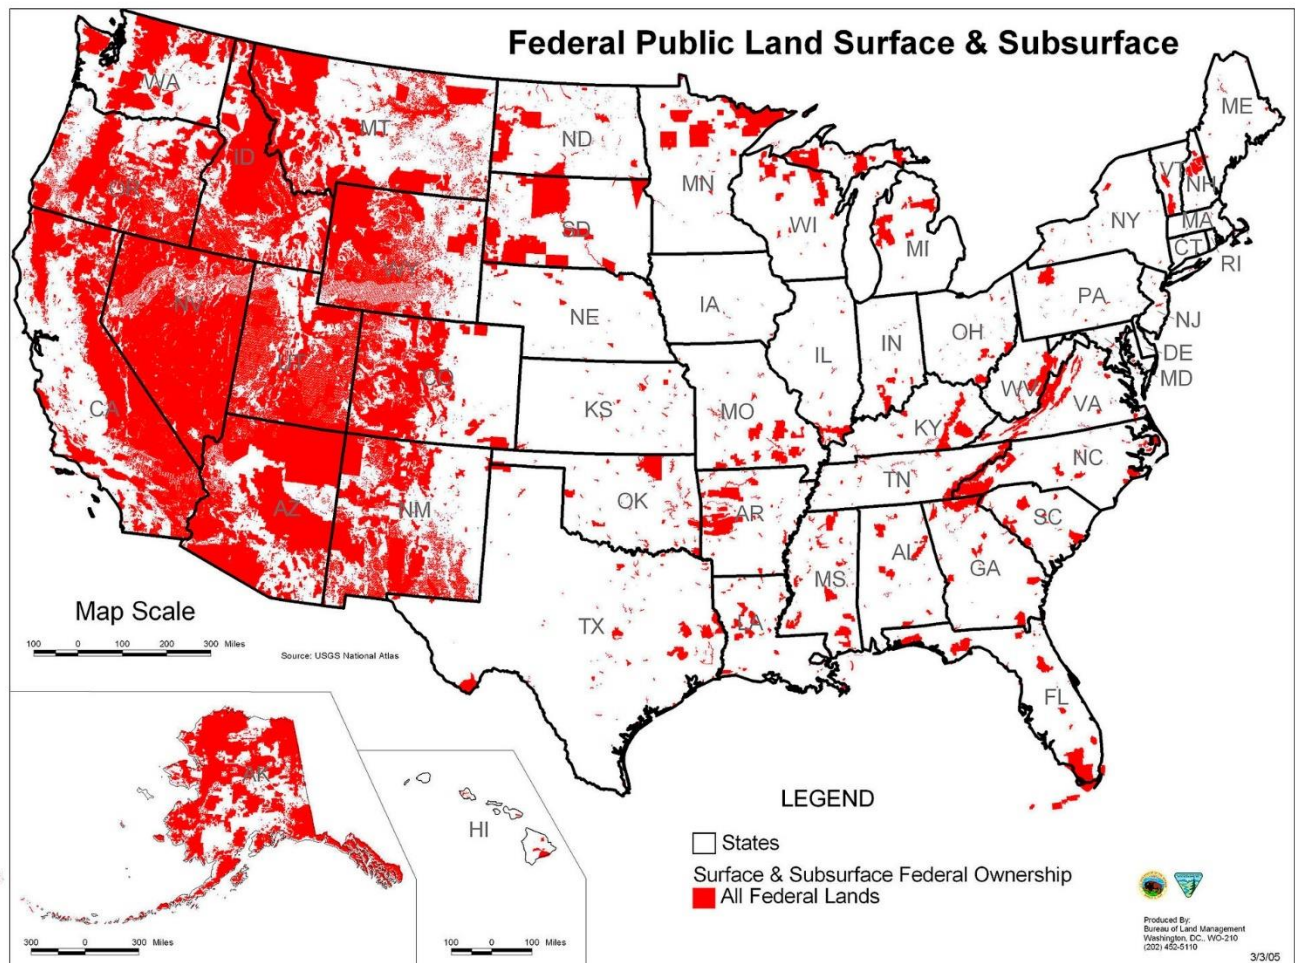 Federal Public Land Surface & Subsurface
WA
MT
ND
MN
ME
OR
ID
SD
WI
MI
VT
NH
NY
MA
CT
RI
WY
NV
UT
CO
NE
IA
IL
IN
OH
PA
NJ
DE
MD
WV
VA
CA
KS
MO
KY
NC
TN
AZ
NM
OK
AR
SC
MS
AL
GA
TX
LA
FL
Map Scale
100 0 100 200 300 Miles
Source: USGS National Atlas
AK
HI
300 0 300 Miles
100 0 100 Miles
LEGEND
States
Surface & Subsurface Federal Ownership
All Federal Lands
Produced By:
Bureau of Land Management
Washington, DC., WO-210
(202) 452-5110
3/3/05